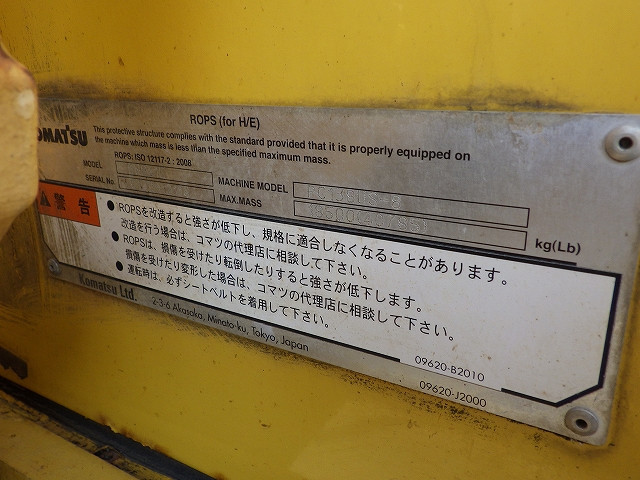 ROPS (for H/E)
KOMATSU
This protective structure complies with the standard provided that it is properly equipped on
the machine which mass is less than the specified maximum mass.
ROPS: ISO 12117-2 : 2008
MODEL
SERIAL No
MACHINE MODEL
MAX.MASS
kg(Lb)
警告
● ROPSを改造すると強さが低下し、規格に適合しなくなることがあります。
改造を行う場合は、コマツの代理店に相談して下さい。
● ROPSは、損傷を受けたり転倒したりすると強さが低下します。
損傷を受けたり変形した場合は、コマツの代理店に相談して下さい。
● 運転時は、必ずシートベルトを着用して下さい。
Komatsu Ltd.
2-3-6 Akasaka, Minato-ku, Tokyo, Japan
09620-B2010
09620-J2000